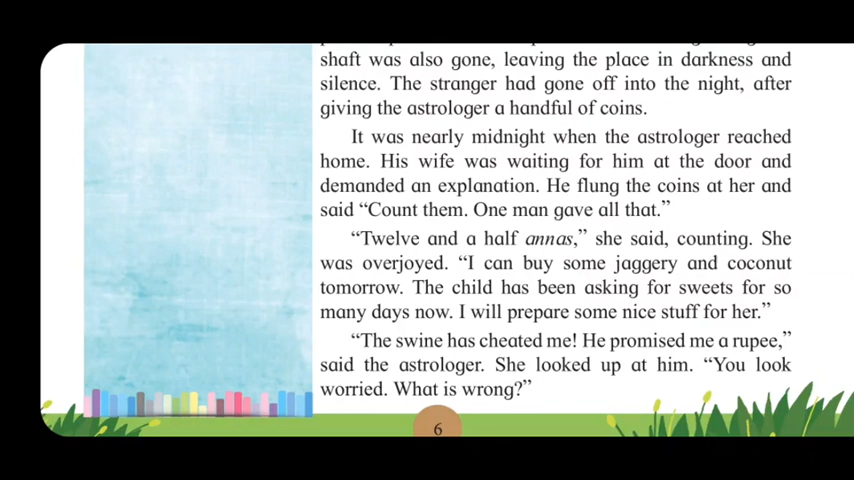 shaft was also gone, leaving the place in darkness and
silence. The stranger had gone off into the night, after
giving the astrologer a handful of coins.
It was nearly midnight when the astrologer reached
home. His wife was waiting for him at the door and
demanded an explanation. He flung the coins at her and
said “Count them. One man gave all that.”
“Twelve and a half annas,” she said, counting. She
was overjoyed. “I can buy some jaggery and coconut
tomorrow. The child has been asking for sweets for so
many days now. I will prepare some nice stuff for her.”
“The swine has cheated me! He promised me a rupee,”
said the astrologer. She looked up at him. “You look
worried. What is wrong?”
6